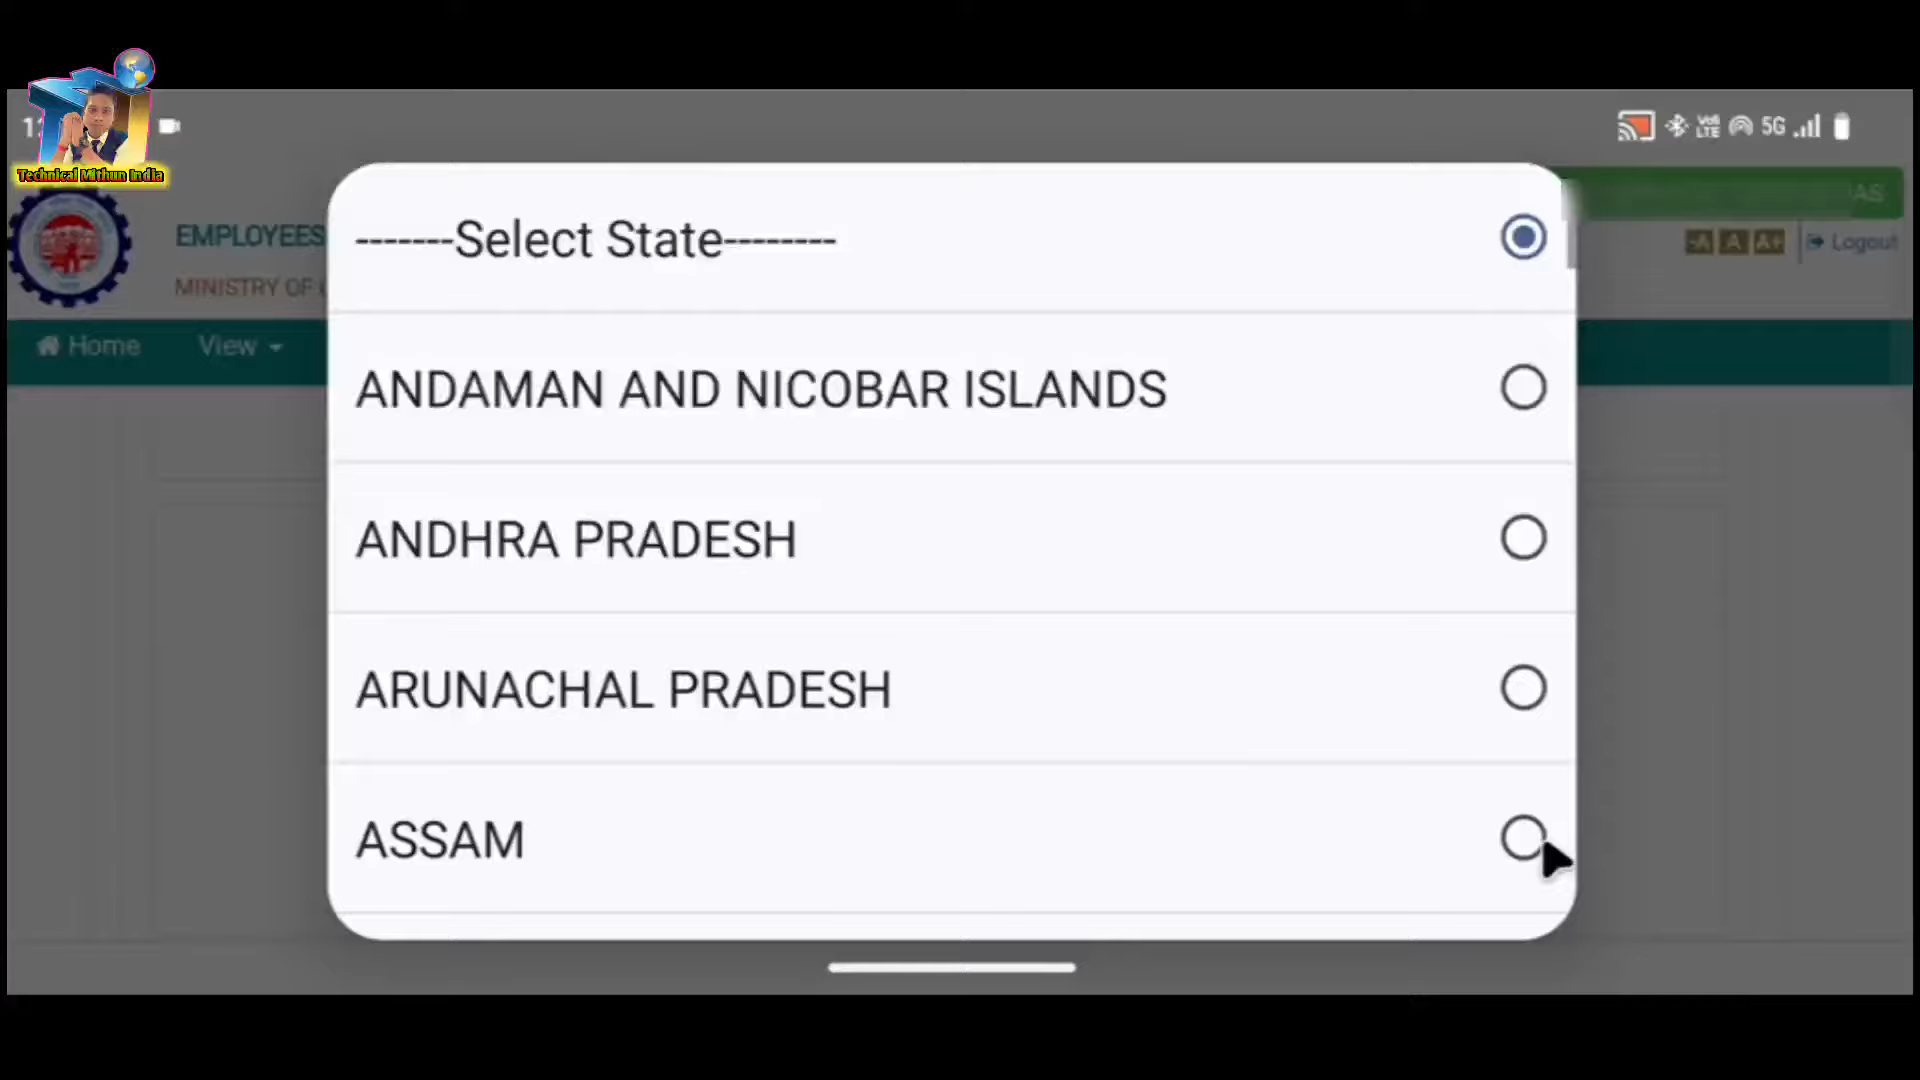 Technical Mithun India
5G
EMPLOYEES
MINISTRY OF
-A A A+
Logout
Home
View
-------Select State--------
ANDAMAN AND NICOBAR ISLANDS
ANDHRA PRADESH
ARUNACHAL PRADESH
ASSAM